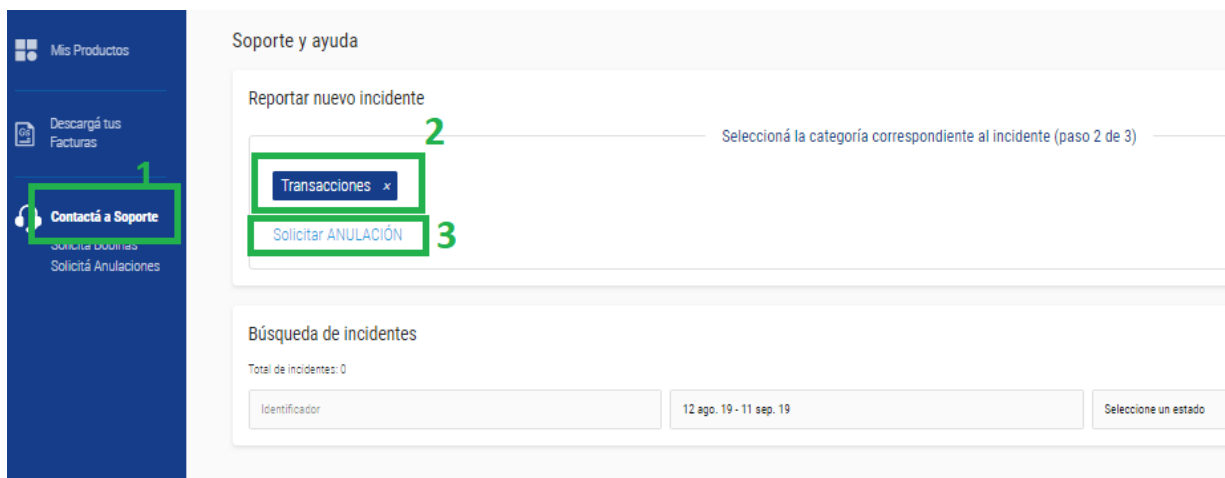 Mis Productos
Descargá tus
Facturas
1
Contactá a Soporte
Solicitá Bobinas
Solicitá Anulaciones
Soporte y ayuda
Reportar nuevo incidente
2
Seleccioná la categoría correspondiente al incidente (paso 2 de 3)
Transacciones x
Solicitar ANULACIÓN
3
Búsqueda de incidentes
Total de incidentes: 0
Identificador
12 ago. 19 - 11 sep. 19
Seleccione un estado